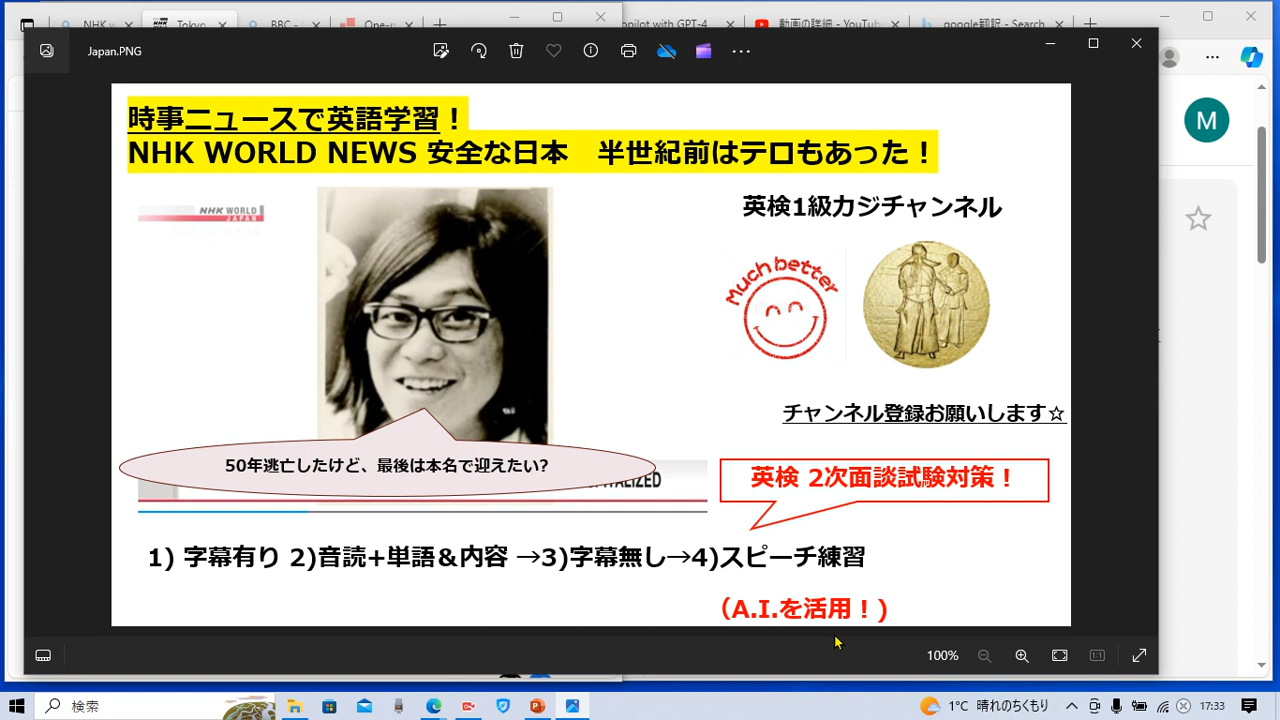 NHK w
Tokyo
BBC -
One-r
opilot with GPT-4
動画の詳細 - YouTub
google翻訳 - Search
Japan.PNG
M
時事ニュースで英語学習！
NHK WORLD NEWS 安全な日本　半世紀前はテロもあった！
NHK WORLD
JAPAN
英検1級カジチャンネル
Much better
チャンネル登録お願いします☆
50年逃亡したけど、最後は本名で迎えたい?
英検 2次面談試験対策！
1) 字幕有り 2)音読+単語＆内容 →3)字幕無し→4)スピーチ練習
（A.I.を活用！)
100%
1:1
検索
1°C 晴れのちくもり
17:33